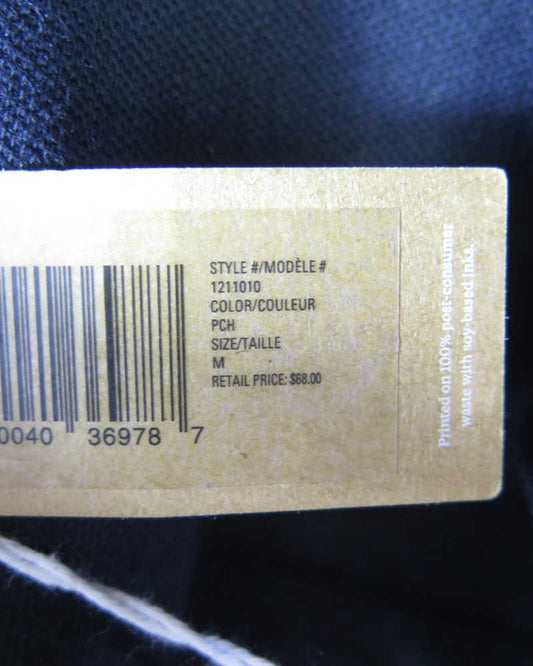 STYLE #/MODÈLE #
1211010
COLOR/COULEUR
PCH
SIZE/TAILLE
M
RETAIL PRICE: $68.00
0040 36978 7
Printed on 100% post-consumer
waste with soy-based inks.